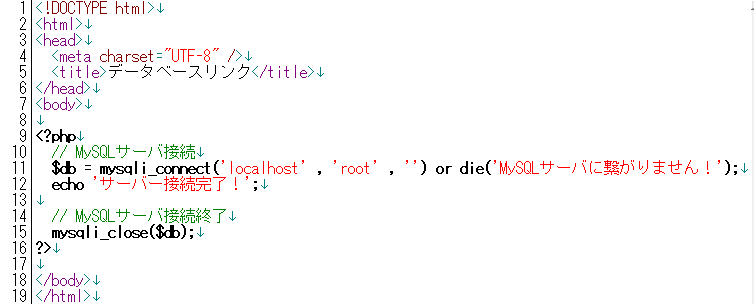 1 <!DOCTYPE html>↓
2 <html>↓
3 <head>↓
4   <meta charset="UTF-8" />↓
5   <title>データベースリンク</title>↓
6 </head>↓
7 <body>↓
8 ↓
9 <?php↓
10   // MySQLサーバ接続↓
11   $db = mysqli_connect('localhost' , 'root' , '') or die('MySQLサーバに繋がりません！');↓
12   echo 'サーバー接続完了！';↓
13 ↓
14   // MySQLサーバ接続終了↓
15   mysqli_close($db);↓
16 ?>↓
17 ↓
18 </body>↓
19 </html>↓